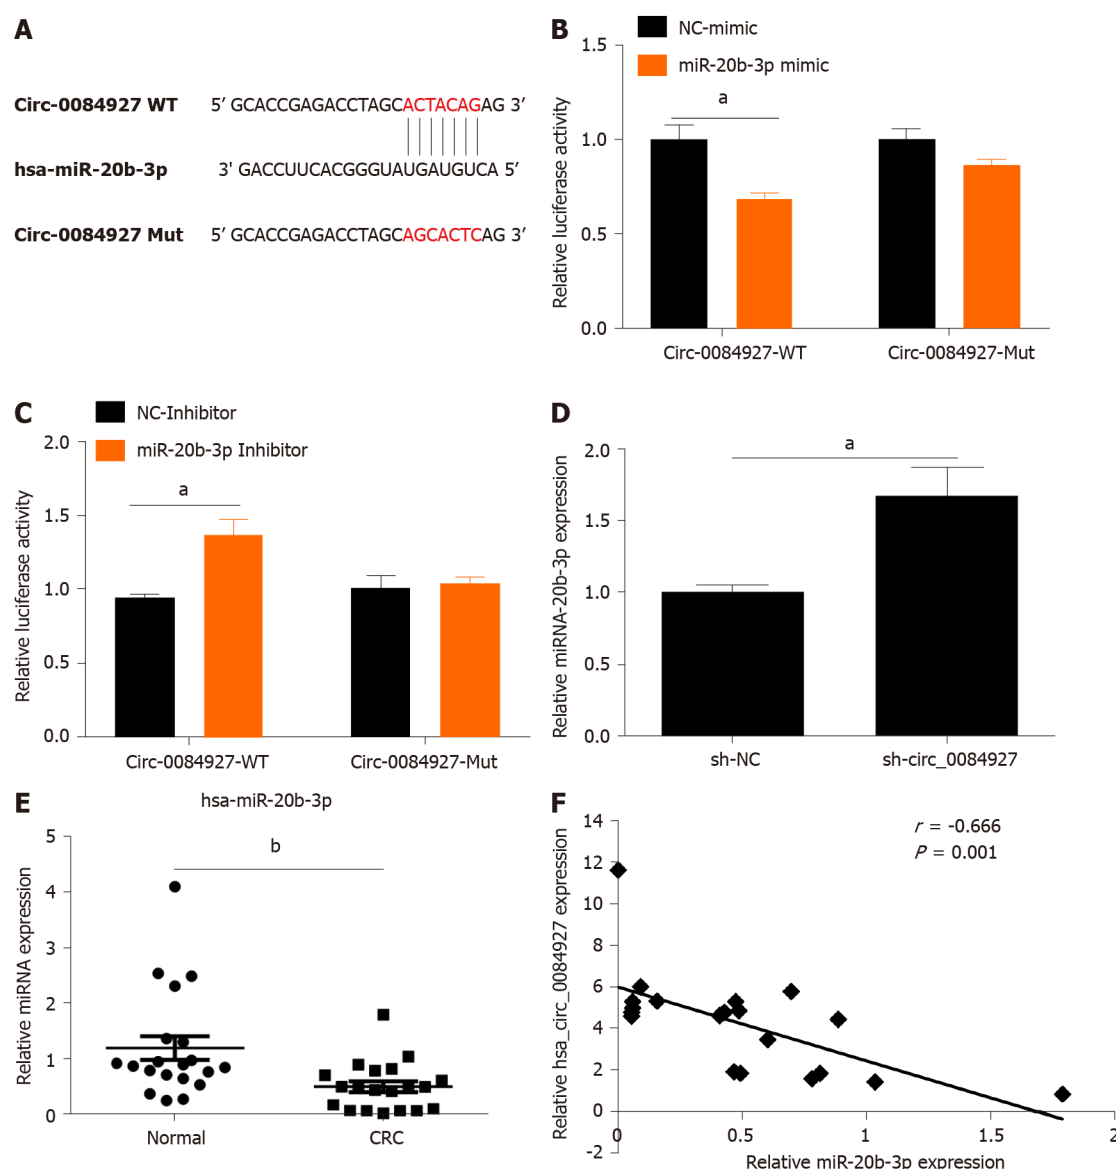 A
Circ-0084927 WT 5′ GCACCGAGACCTAGCACTACAGAG 3′
hsa-miR-20b-3p 3' GACCUUCACGGGUAUGAUGUCA 5′
Circ-0084927 Mut 5′ GCACCGAGACCTAGCAGCACTCAG 3′
B
NC-mimic
miR-20b-3p mimic
Relative luciferase activity
1.5
1.0
0.5
0.0
a
Circ-0084927-WT
Circ-0084927-Mut
C
NC-Inhibitor
miR-20b-3p Inhibitor
Relative luciferase activity
2.0
1.5
1.0
0.5
0.0
a
Circ-0084927-WT
Circ-0084927-Mut
D
Relative miRNA-20b-3p expression
2.0
1.5
1.0
0.5
0.0
a
sh-NC
sh-circ_0084927
E
hsa-miR-20b-3p
Relative miRNA expression
5
4
3
2
1
0
b
Normal
CRC
F
Relative hsa_circ_0084927 expression
14
12
10
8
6
4
2
0
-2
r = -0.666
P = 0.001
0
0.5
1
1.5
2
Relative miR-20b-3p expression